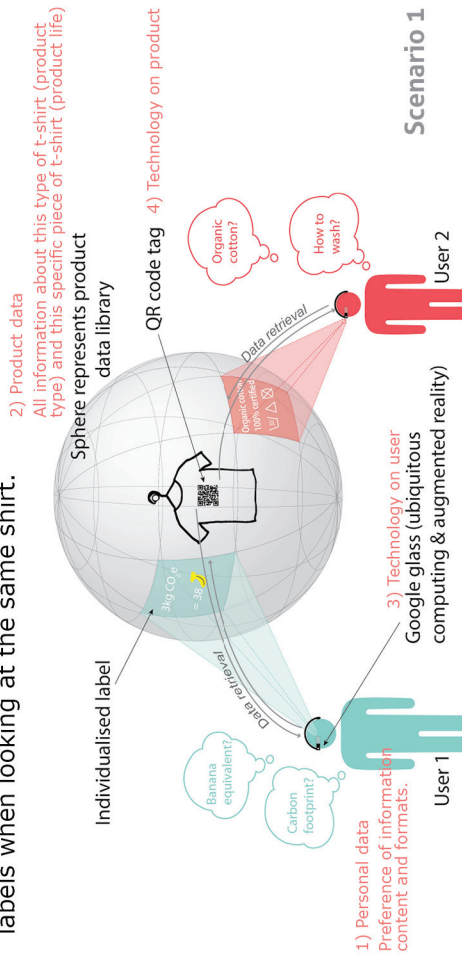 labels when looking at the same shirt.
2) Product data
All information about this type of t-shirt (product
type) and this specific piece of t-shirt (product life)
Sphere represents product
data library
QR code tag
4) Technology on product
Individualised label
3kg CO₂e
= 38
Organic cotton
100% certified
Data retrieval
Data retrieval
Banana
equivalent?
Carbon
footprint?
Organic
cotton?
How to
wash?
1) Personal data
Preference of information
content and formats.
User 1
3) Technology on user
Google glass (ubiquitous
computing & augmented reality)
User 2
Scenario 1